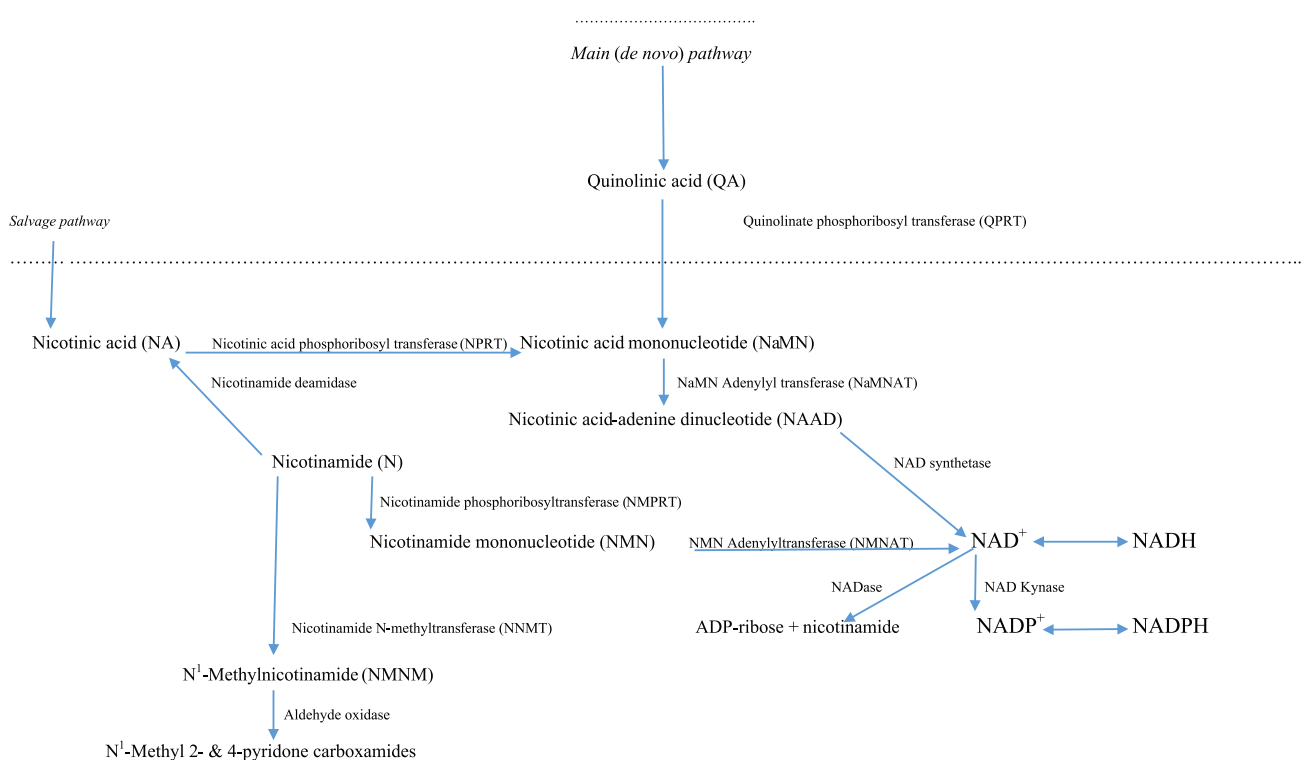 Main (de novo) pathway
Quinolinic acid (QA)
Salvage pathway
Quinolinate phosphoribosyl transferase (QPRT)
Nicotinic acid (NA)
Nicotinic acid phosphoribosyl transferase (NPRT)
Nicotinic acid mononucleotide (NaMN)
Nicotinamide deamidase
NaMN Adenylyl transferase (NaMNAT)
Nicotinic acid-adenine dinucleotide (NAAD)
Nicotinamide (N)
NAD synthetase
Nicotinamide phosphoribosyltransferase (NMPRT)
Nicotinamide mononucleotide (NMN)
NMN Adenylyltransferase (NMNAT)
NAD⁺
NADH
NADase
NAD Kynase
Nicotinamide N-methyltransferase (NNMT)
ADP-ribose + nicotinamide
NADP⁺
NADPH
N¹-Methylnicotinamide (NMNM)
Aldehyde oxidase
N¹-Methyl 2- & 4-pyridone carboxamides